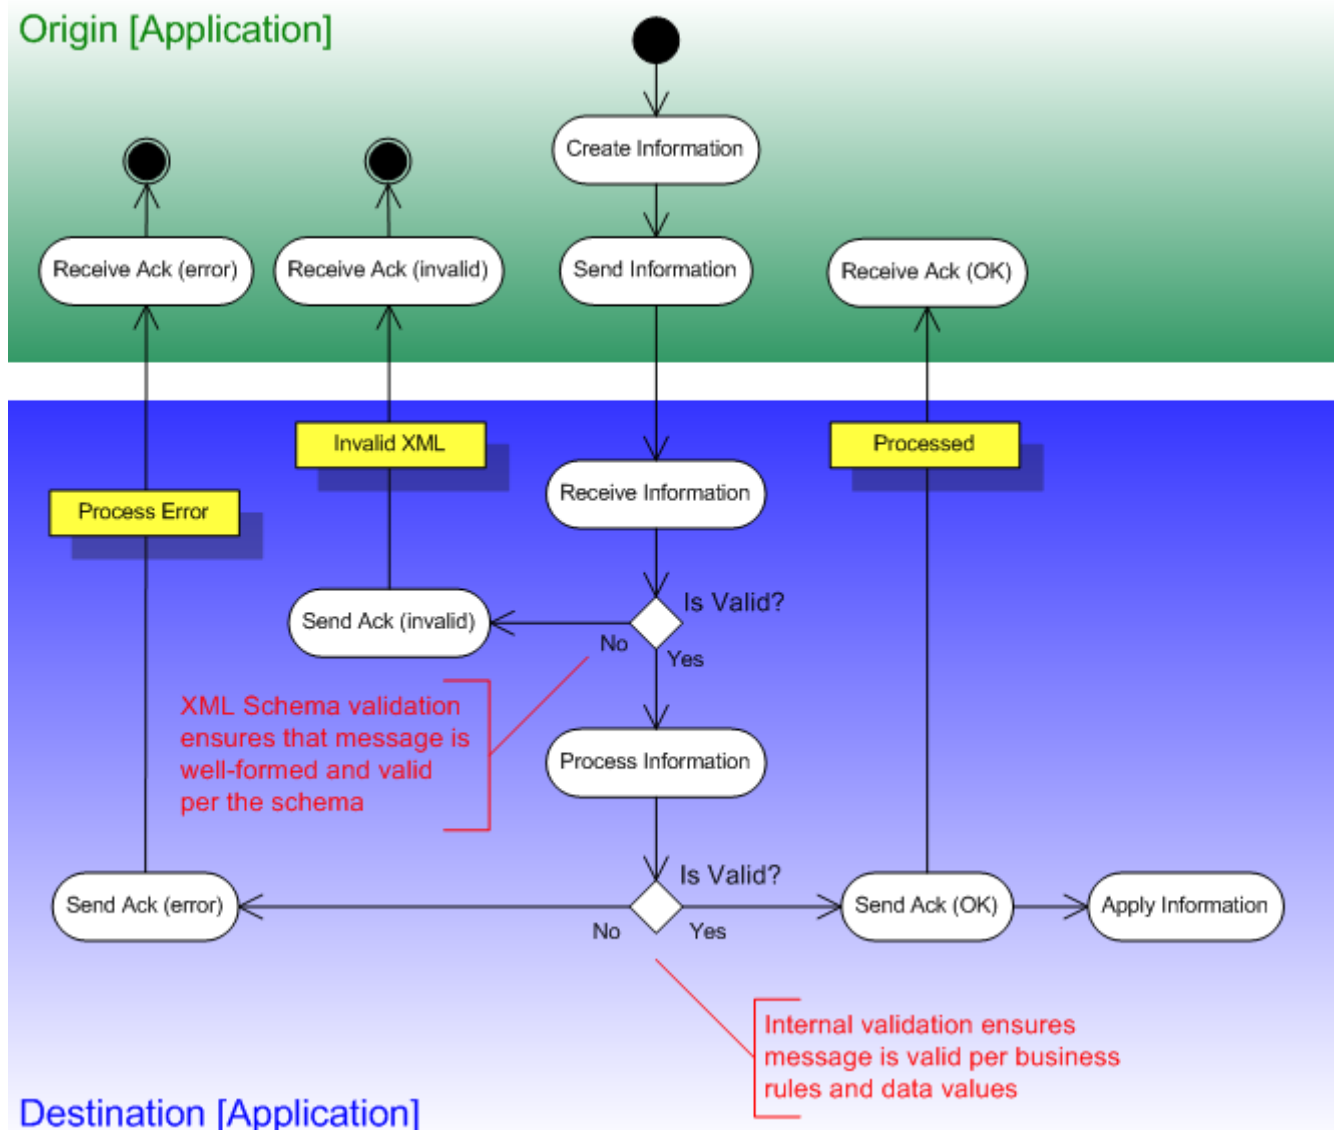 Origin [Application]
Create Information
Receive Ack (error)
Receive Ack (invalid)
Send Information
Receive Ack (OK)
Invalid XML
Processed
Receive Information
Process Error
Is Valid?
Send Ack (invalid)
No
Yes
XML Schema validation
ensures that message is
well-formed and valid
per the schema
Process Information
Is Valid?
Send Ack (error)
Send Ack (OK)
Apply Information
No
Yes
Internal validation ensures
message is valid per business
rules and data values
Destination [Application]